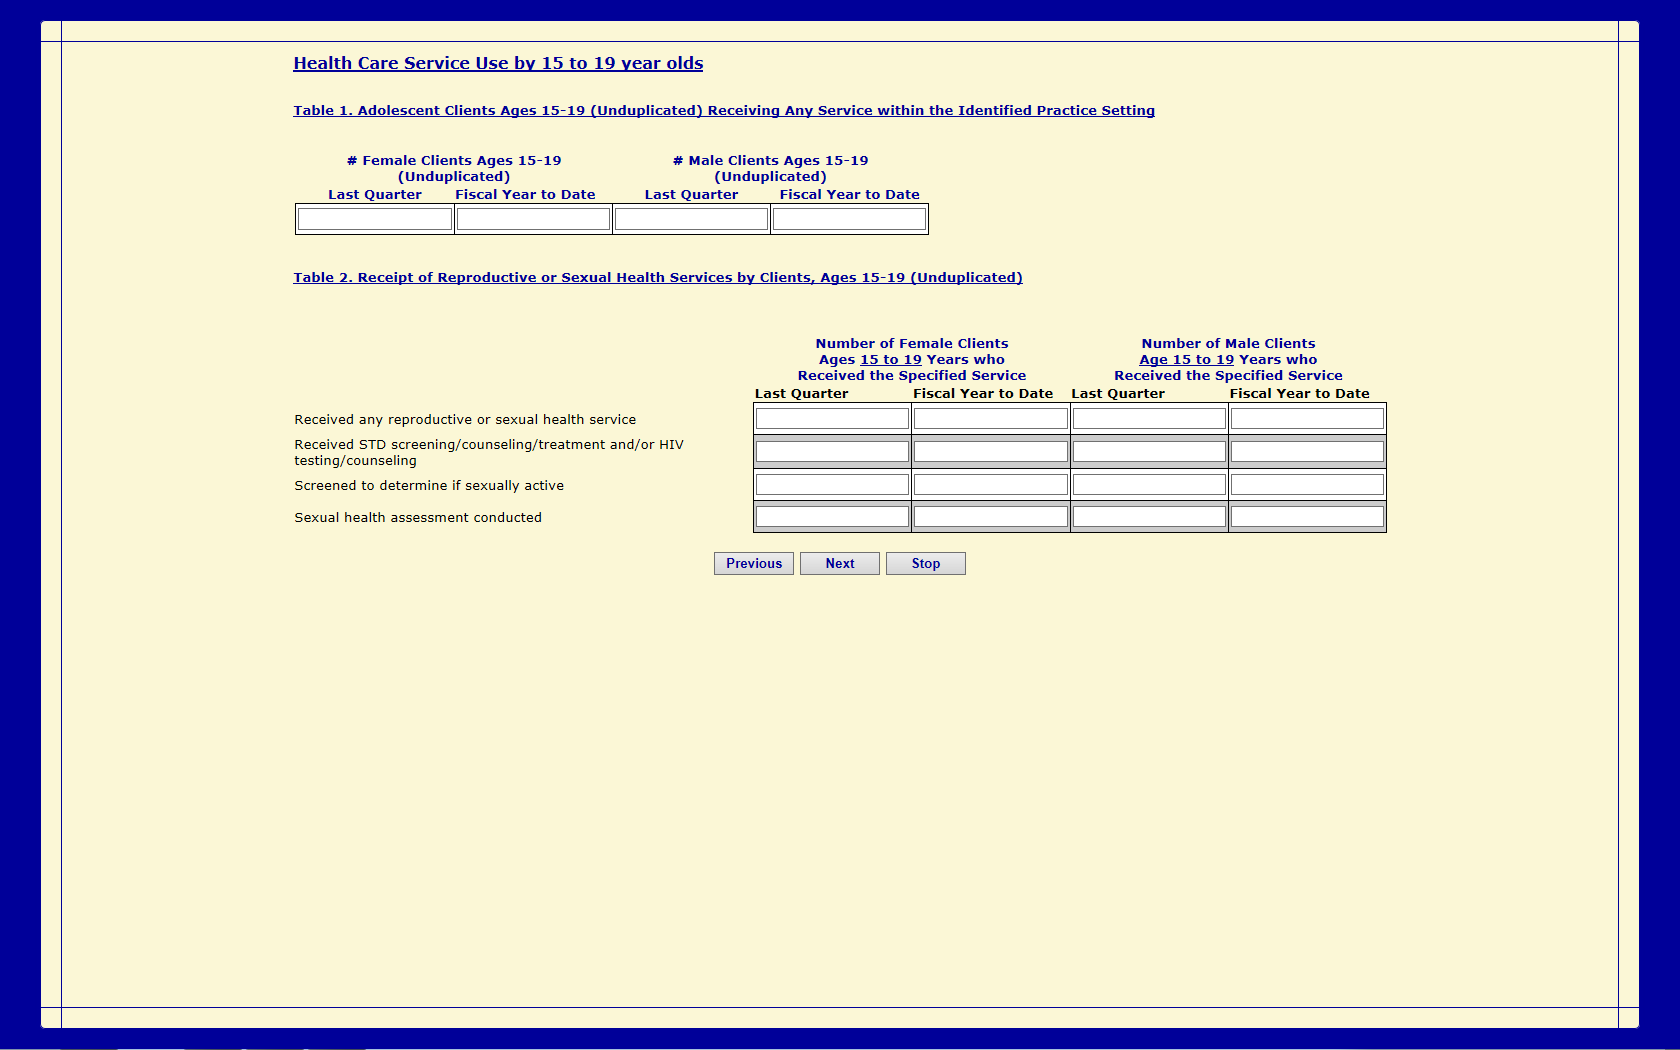 Health Care Service Use by 15 to 19 year olds
Table 1. Adolescent Clients Ages 15-19 (Unduplicated) Receiving Any Service within the Identified Practice Setting
# Female Clients Ages 15-19
(Unduplicated)
# Male Clients Ages 15-19
(Unduplicated)
Last Quarter Fiscal Year to Date Last Quarter Fiscal Year to Date
Table 2. Receipt of Reproductive or Sexual Health Services by Clients, Ages 15-19 (Unduplicated)
Number of Female Clients
Ages 15 to 19 Years who
Received the Specified Service
Number of Male Clients
Age 15 to 19 Years who
Received the Specified Service
Last Quarter Fiscal Year to Date Last Quarter Fiscal Year to Date
Received any reproductive or sexual health service
Received STD screening/counseling/treatment and/or HIV
testing/counseling
Screened to determine if sexually active
Sexual health assessment conducted
Previous Next Stop